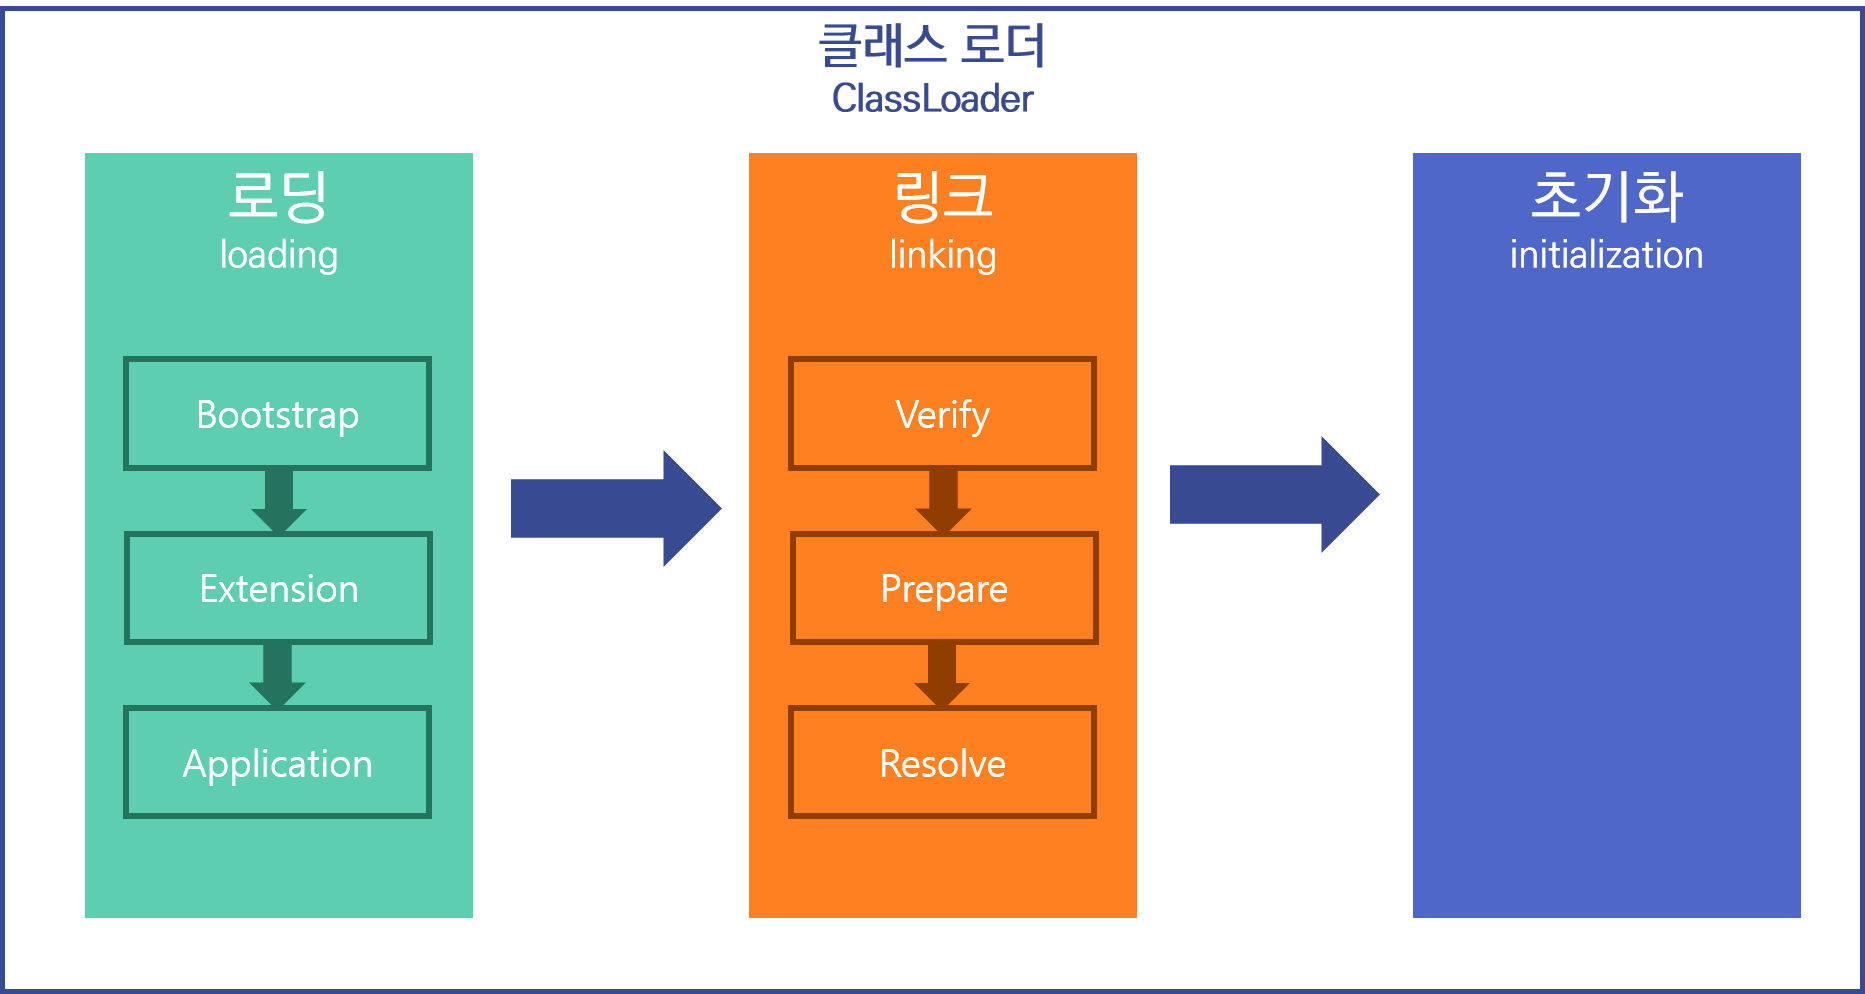 클래스 로더
ClassLoader
로딩
loading
Bootstrap
Extension
Application
링크
linking
Verify
Prepare
Resolve
초기화
initialization